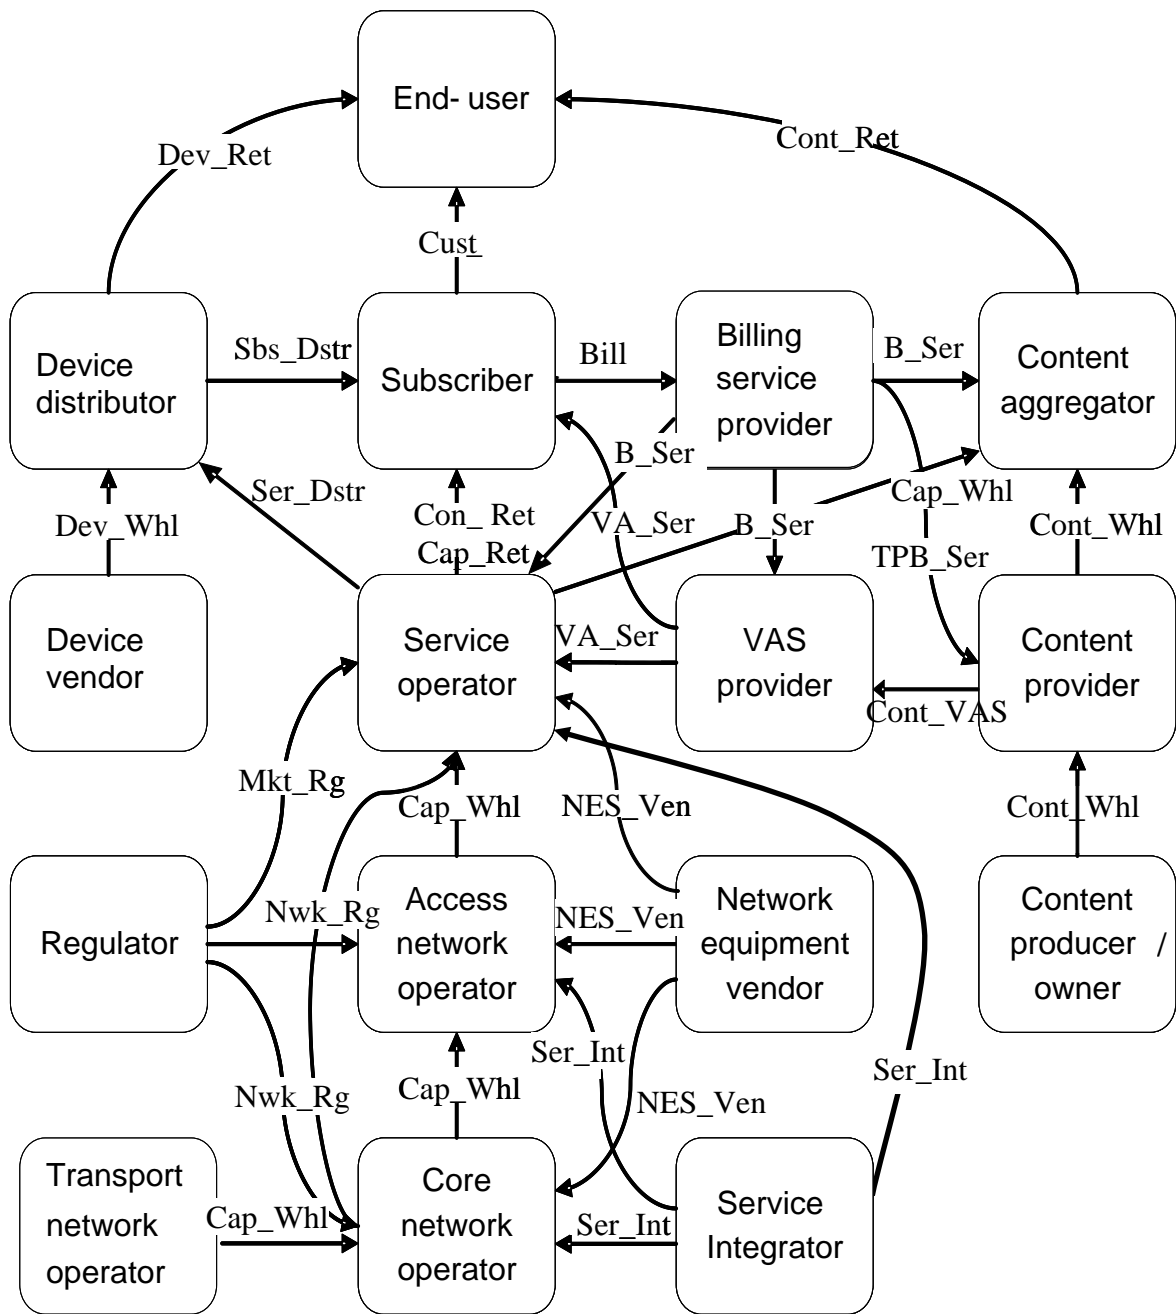 End- user
Dev_Ret
Cont_Ret
Cust_
Device
distributor
Sbs_Dstr
Subscriber
Bill
Billing
service
provider
B_Ser
Content
aggregator
B_Ser
Ser_Dstr
Dev_Whl
Con_ Ret
Cap_Ret
VA_Ser
B_Ser
Cap_Whl
Cont_Whl
TPB_Ser
Device
vendor
Service
operator
VA_Ser
VAS
provider
Content
provider
Cont_VAS
Mkt_Rg
Cap_Whl
NES_Ven
Cont_Whl
Regulator
Nwk_Rg
Access
network
operator
NES_Ven
Network
equipment
vendor
Content
producer /
owner
Nwk_Rg
Cap_Whl
Ser_Int
NES_Ven
Ser_Int
Transport
network
operator
Cap_Whl
Core
network
operator
Ser_Int
Service
Integrator